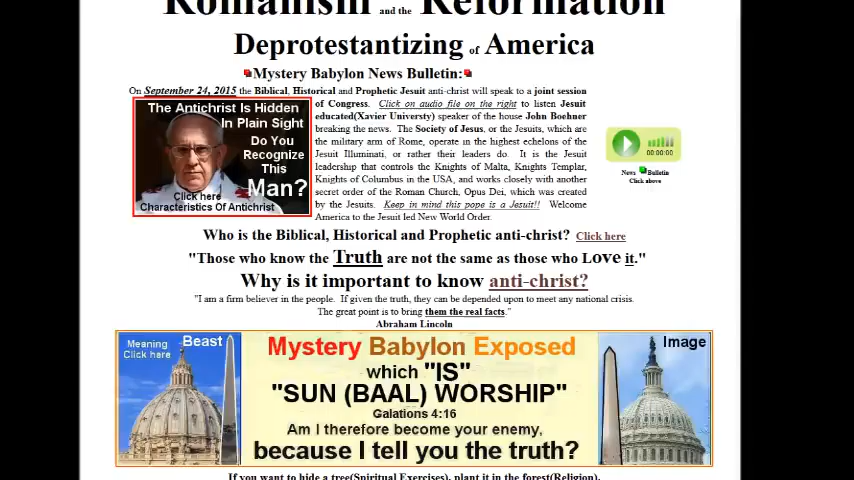 Romanism and the Reformation
Deprotestantizing of America
Mystery Babylon News Bulletin:
On September 24, 2015 the Biblical, Historical and Prophetic Jesuit anti-christ will speak to a joint session
of Congress. Click on audio file on the right to listen Jesuit
educated(Xavier Universty) speaker of the house John Boehner
breaking the news. The Society of Jesus, or the Jesuits, which are
the military arm of Rome, operate in the highest echelons of the
Jesuit Illuminati, or rather their leaders do. It is the Jesuit
leadership that controls the Knights of Malta, Knights Templar,
Knights of Columbus in the USA, and works closely with another
secret order of the Roman Church, Opus Dei, which was created
by the Jesuits. Keep in mind this pope is a Jesuit!! Welcome
America to the Jesuit led New World Order.
The Antichrist Is Hidden
In Plain Sight
Do You
Recognize
This
Man?
Click here
Characteristics Of Antichrist
00:00:00
News Bulletin
Click above
Who is the Biblical, Historical and Prophetic anti-christ? Click here
"Those who know the Truth are not the same as those who Love it."
Why is it important to know anti-christ?
"I am a firm believer in the people. If given the truth, they can be depended upon to meet any national crisis.
The great point is to bring them the real facts."
Abraham Lincoln
Meaning
Click here
Beast
Mystery Babylon Exposed
which "IS"
"SUN (BAAL) WORSHIP"
Galations 4:16
Am I therefore become your enemy,
because I tell you the truth?
Image
If you want to hide a tree(Spiritual Exercises), plant it in the forest(Religion).